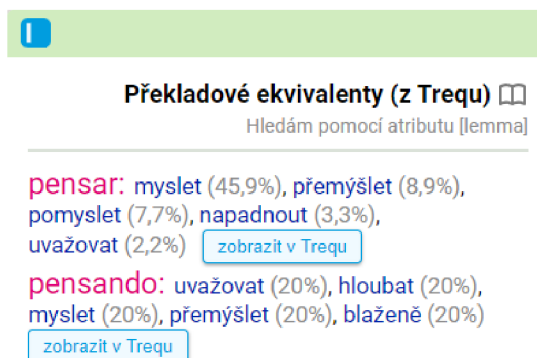 Překladové ekvivalenty (z Trequ)
Hledám pomocí atributu [lemma]
pensar: myslet (45,9%), přemýšlet (8,9%),
pomyslet (7,7%), napadnout (3,3%),
uvažovat (2,2%) zobrazit v Trequ
pensando: uvažovat (20%), hloubat (20%),
myslet (20%), přemýšlet (20%), blaženě (20%)
zobrazit v Trequ